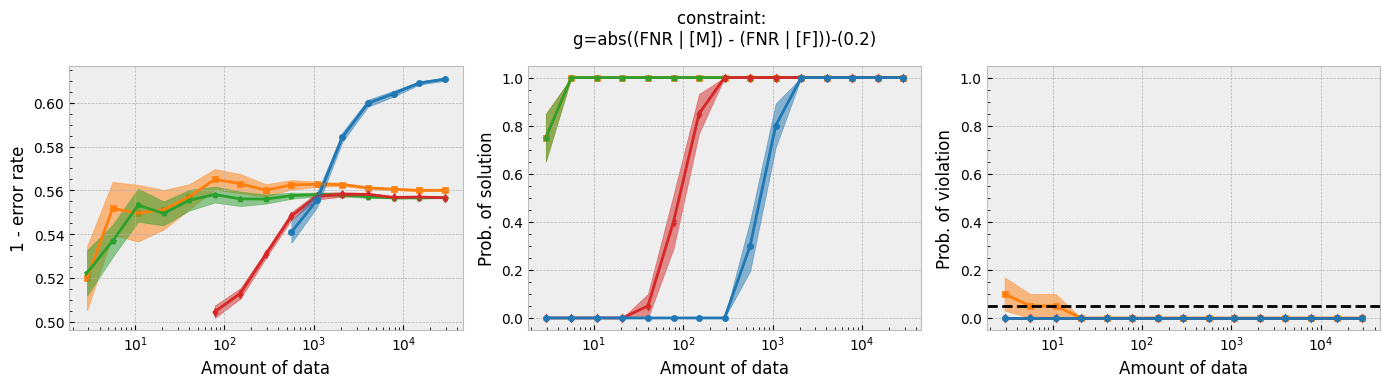 constraint:
g=abs((FNR | [M]) - (FNR | [F]))-(0.2)
1 - error rate
0.60
0.58
0.56
0.54
0.52
0.50
10¹ 10² 10³ 10⁴
Amount of data
Prob. of solution
1.0
0.8
0.6
0.4
0.2
0.0
10¹ 10² 10³ 10⁴
Amount of data
Prob. of violation
1.0
0.8
0.6
0.4
0.2
0.0
10¹ 10² 10³ 10⁴
Amount of data